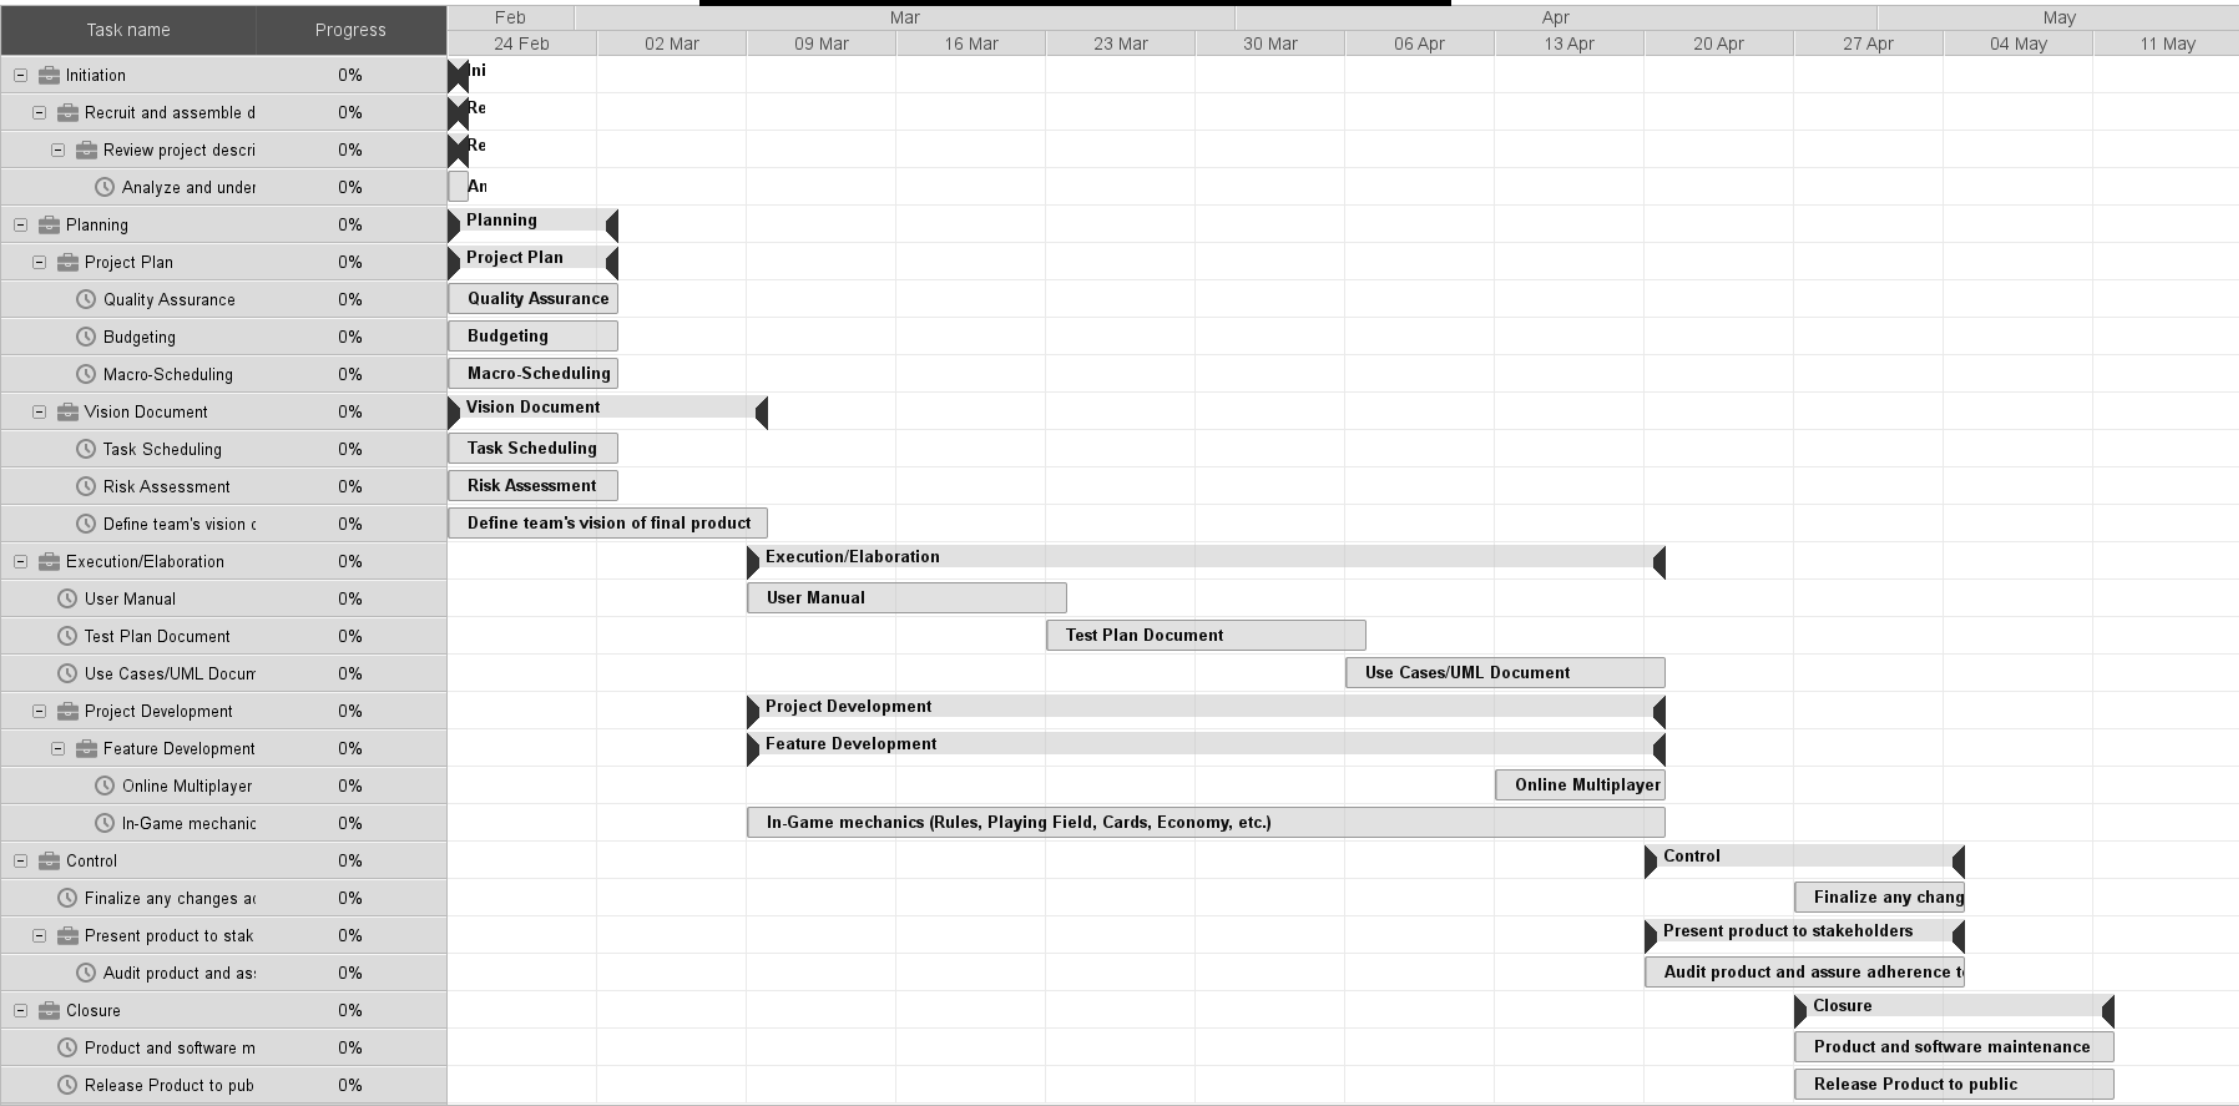 Task name Progress Feb Mar Apr May
24 Feb 02 Mar 09 Mar 16 Mar 23 Mar 30 Mar 06 Apr 13 Apr 20 Apr 27 Apr 04 May 11 May
Initiation 0% Ini
Recruit and assemble d 0% Re
Review project descri 0% Re
Analyze and under 0% An
Planning 0% Planning
Project Plan 0% Project Plan
Quality Assurance 0% Quality Assurance
Budgeting 0% Budgeting
Macro-Scheduling 0% Macro-Scheduling
Vision Document 0% Vision Document
Task Scheduling 0% Task Scheduling
Risk Assessment 0% Risk Assessment
Define team's vision c 0% Define team's vision of final product
Execution/Elaboration 0% Execution/Elaboration
User Manual 0% User Manual
Test Plan Document 0% Test Plan Document
Use Cases/UML Docum 0% Use Cases/UML Document
Project Development 0% Project Development
Feature Development 0% Feature Development
Online Multiplayer 0% Online Multiplayer
In-Game mechanic 0% In-Game mechanics (Rules, Playing Field, Cards, Economy, etc.)
Control 0% Control
Finalize any changes ac 0% Finalize any chang
Present product to stak 0% Present product to stakeholders
Audit product and as: 0% Audit product and assure adherence t
Closure 0% Closure
Product and software m 0% Product and software maintenance
Release Product to pub 0% Release Product to public